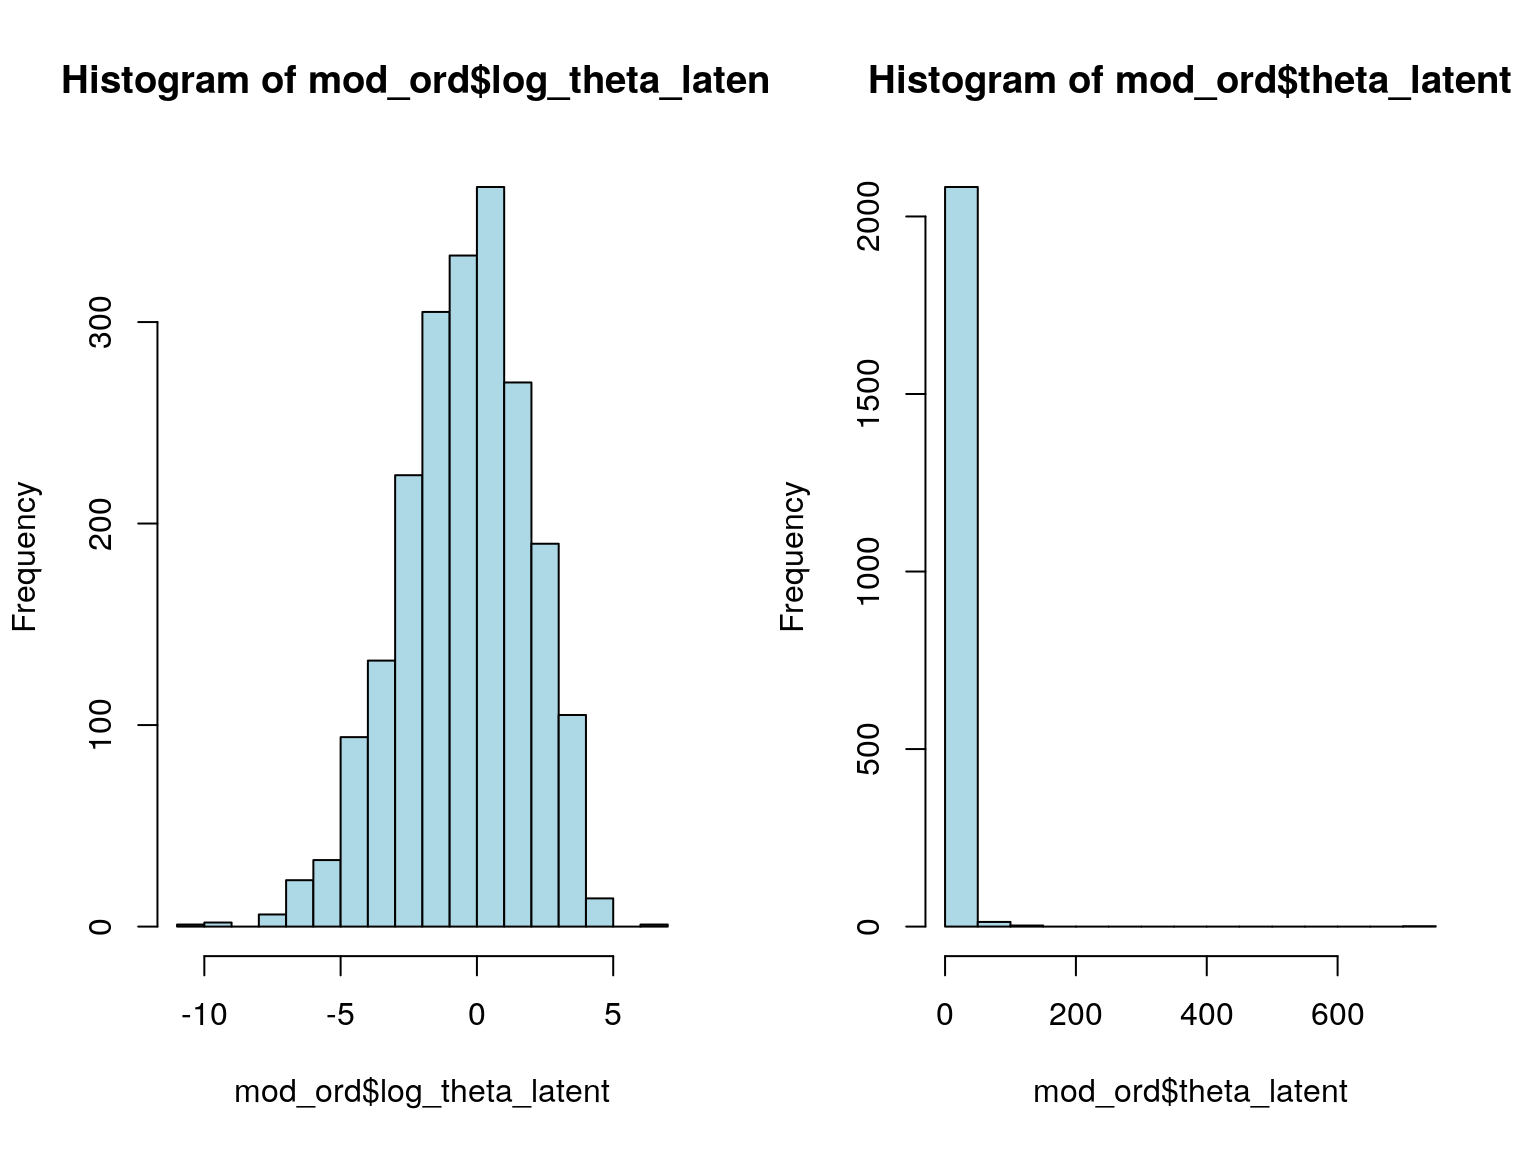 Histogram of mod_ord$log_theta_laten
Frequency
300
200
100
0
-10 -5 0 5
mod_ord$log_theta_latent
Histogram of mod_ord$theta_latent
Frequency
2000
1500
1000
500
0
0 200 400 600
mod_ord$theta_latent